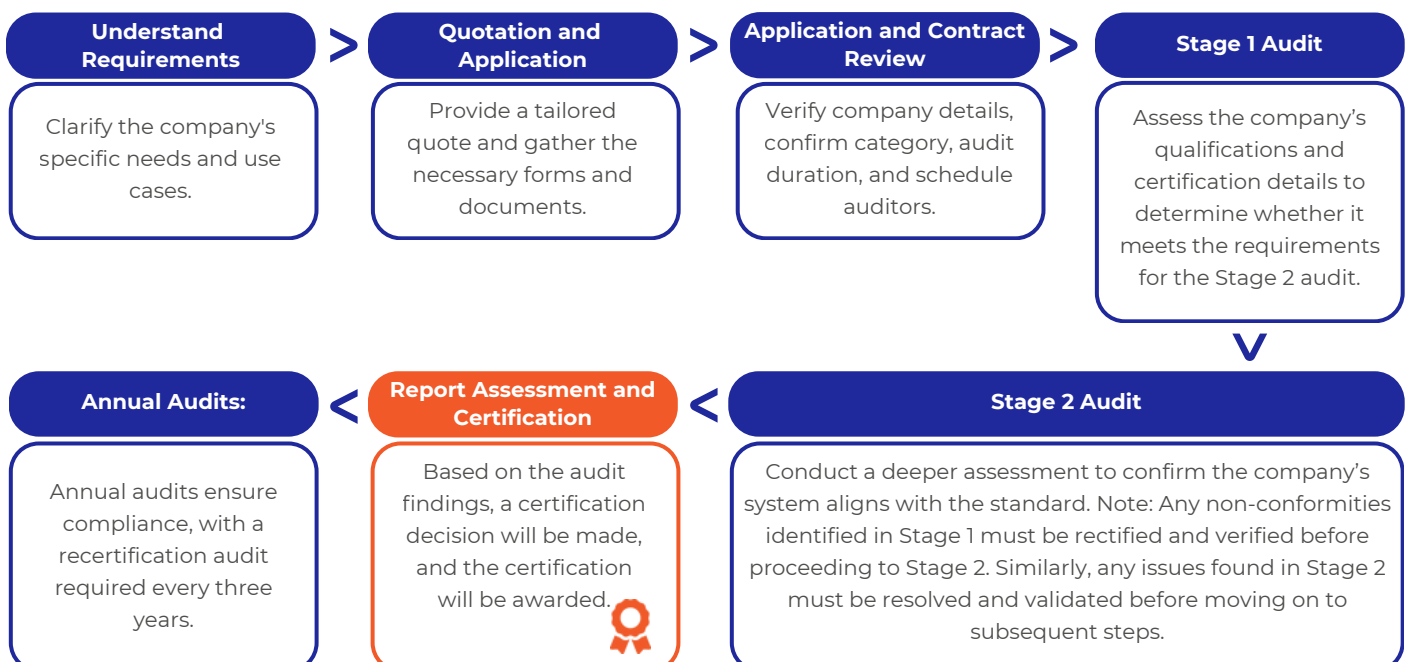 Understand
Requirements
>
Quotation and
Application
>
Application and Contract
Review
>
Stage 1 Audit
Clarify the company's
specific needs and use
cases.
Provide a tailored
quote and gather the
necessary forms and
documents.
Verify company details,
confirm category, audit
duration, and schedule
auditors.
Assess the company’s
qualifications and
certification details to
determine whether it
meets the requirements
for the Stage 2 audit.
>
Stage 2 Audit
Conduct a deeper assessment to confirm the company’s
system aligns with the standard. Note: Any non-conformities
identified in Stage 1 must be rectified and verified before
proceeding to Stage 2. Similarly, any issues found in Stage 2
must be resolved and validated before moving on to
subsequent steps.
<
Report Assessment and
Certification
Based on the audit
findings, a certification
decision will be made,
and the certification
will be awarded.
<
Annual Audits:
Annual audits ensure
compliance, with a
recertification audit
required every three
years.